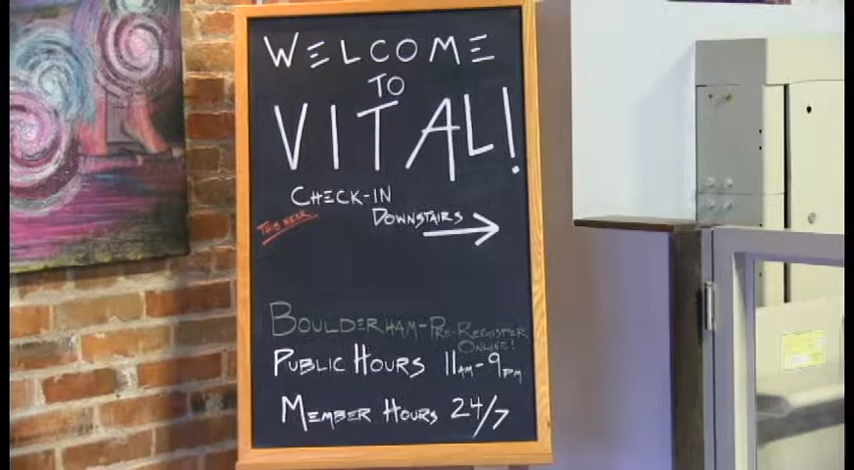 WELCOME
TO
VITAL!
CHECK-IN
DOWNSTAIRS
THIS WEEK
BOULDERHAM-PRE-REGISTER
ONLINE!
PUBLIC HOURS 11AM-9PM
MEMBER HOURS 24/7